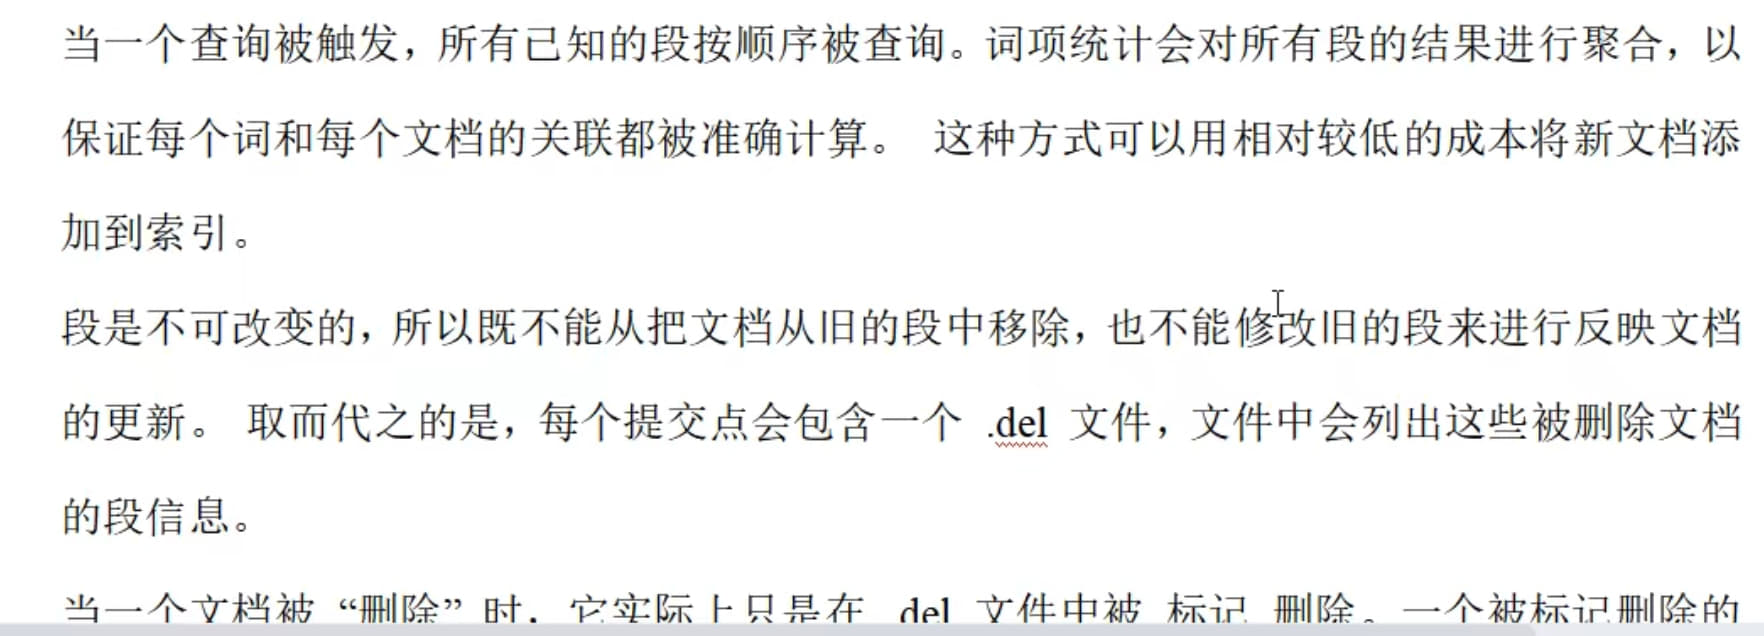 当一个查询被触发，所有已知的段按顺序被查询。词项统计会对所有段的结果进行聚合，以
保证每个词和每个文档的关联都被准确计算。 这种方式可以用相对较低的成本将新文档添
加到索引。
段是不可改变的，所以既不能从把文档从旧的段中移除，也不能修改旧的段来进行反映文档
的更新。 取而代之的是，每个提交点会包含一个 .del 文件，文件中会列出这些被删除文档
的段信息。
当一个文档被 “删除” 时，它实际上只是在 .del 文件中被 标记 删除。一个被标记删除的